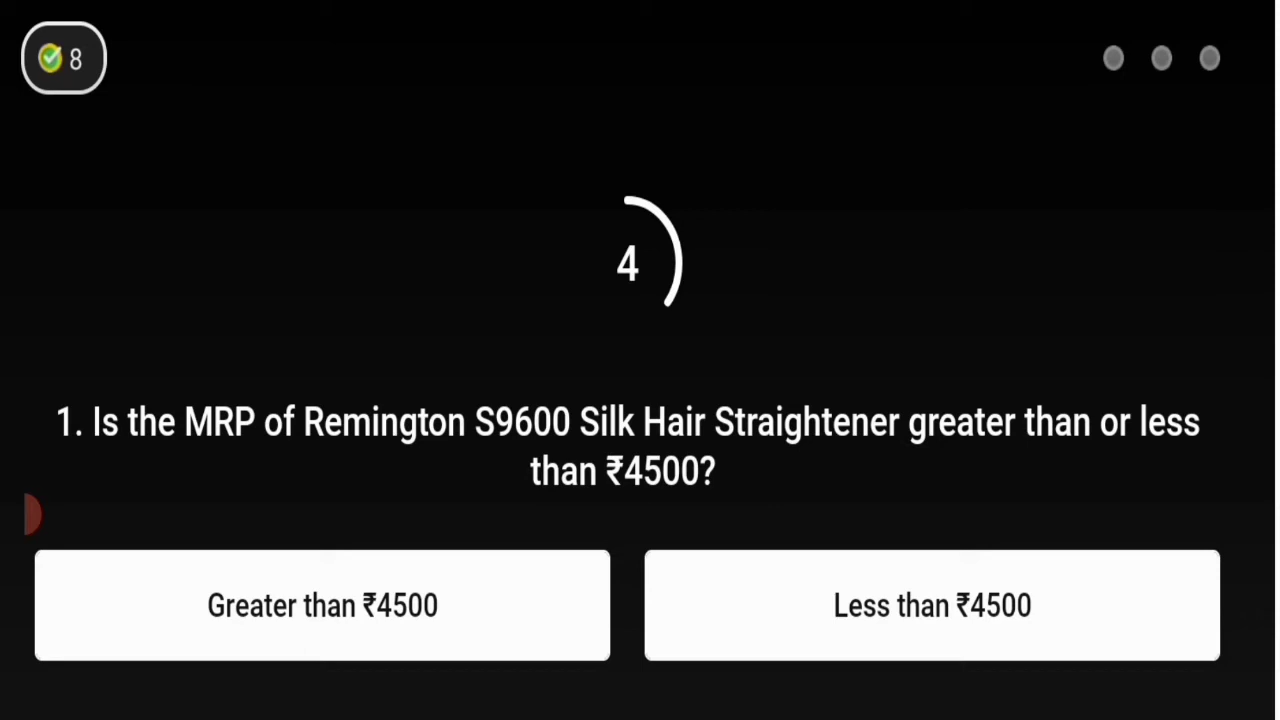 8
4
1. Is the MRP of Remington S9600 Silk Hair Straightener greater than or less
than ₹4500?
Greater than ₹4500
Less than ₹4500